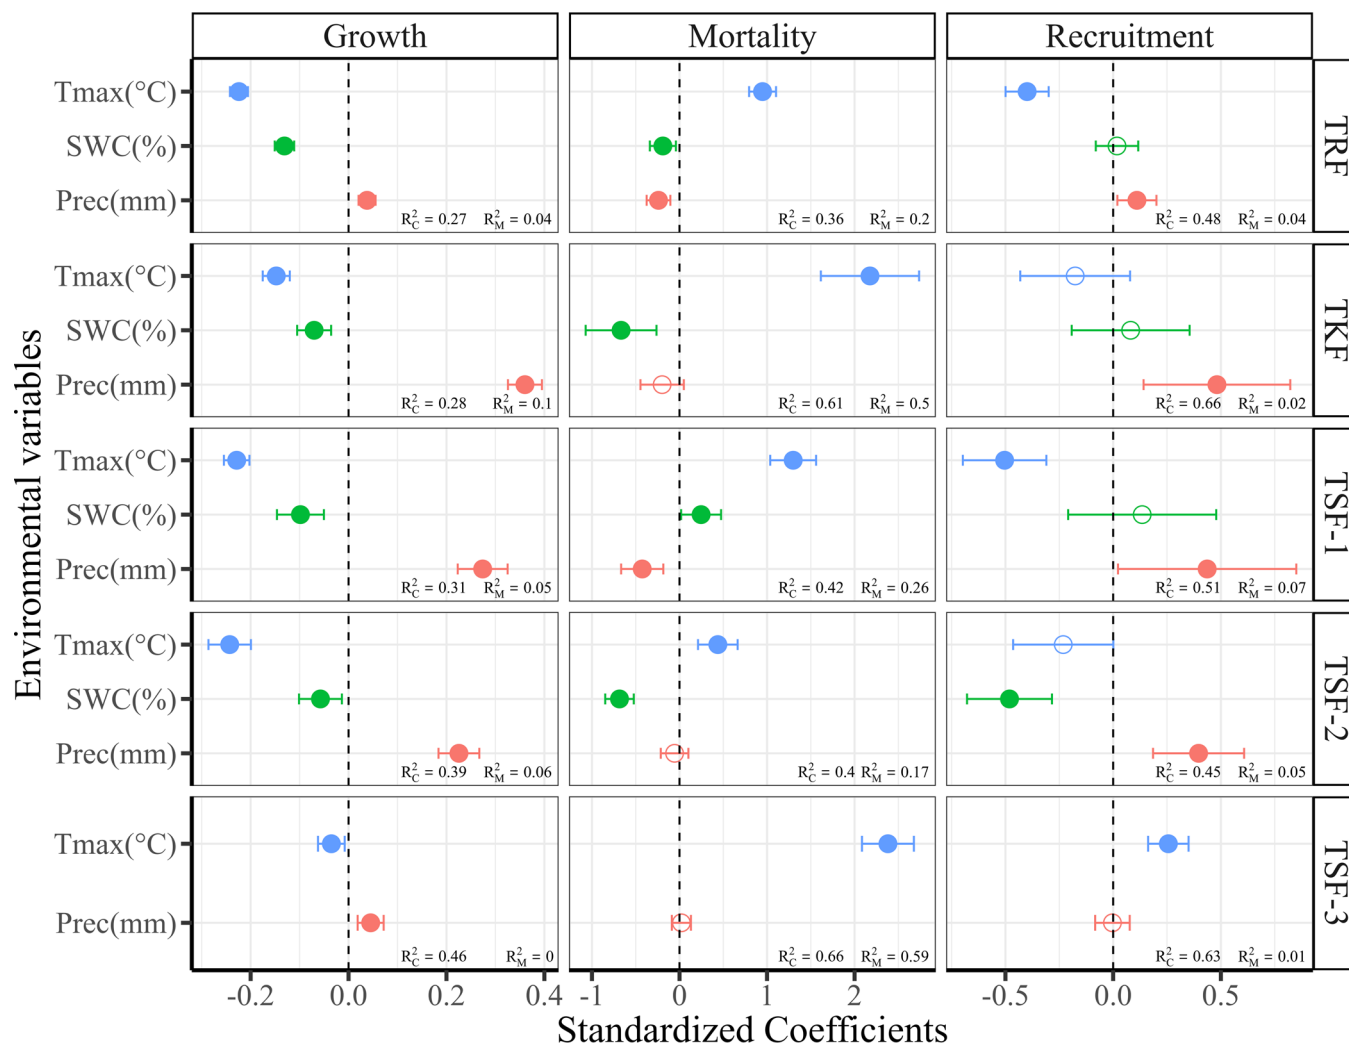 Growth Mortality Recruitment
Environmental variables
TRF
Tmax(°C)
SWC(%)
Prec(mm)
R²C = 0.27 R²M = 0.04 R²C = 0.36 R²M = 0.2 R²C = 0.48 R²M = 0.04
TKF
Tmax(°C)
SWC(%)
Prec(mm)
R²C = 0.28 R²M = 0.1 R²C = 0.61 R²M = 0.5 R²C = 0.66 R²M = 0.02
TSF-1
Tmax(°C)
SWC(%)
Prec(mm)
R²C = 0.31 R²M = 0.05 R²C = 0.42 R²M = 0.26 R²C = 0.51 R²M = 0.07
TSF-2
Tmax(°C)
SWC(%)
Prec(mm)
R²C = 0.39 R²M = 0.06 R²C = 0.4 R²M = 0.17 R²C = 0.45 R²M = 0.05
TSF-3
Tmax(°C)
Prec(mm)
R²C = 0.46 R²M = 0 R²C = 0.66 R²M = 0.59 R²C = 0.63 R²M = 0.01
-0.2 0.0 0.2 0.4 -1 0 1 2 -0.5 0.0 0.5
Standardized Coefficients